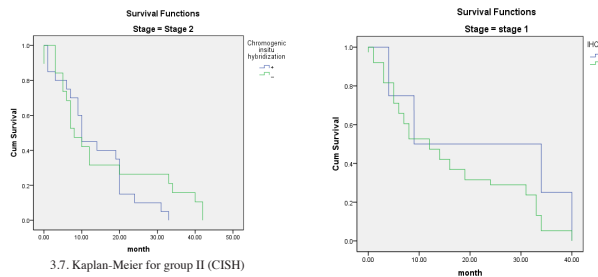 Survival Functions
Stage = Stage 2
Chromogenic
insitu
hybridization
+
–
Cum Survival
1.0
0.8
0.6
0.4
0.2
0.0
0.00 10.00 20.00 30.00 40.00 50.00
month
3.7. Kaplan-Meier for group II (CISH)
Survival Functions
Stage = stage 1
IHC
Cum Survival
1.0
0.8
0.6
0.4
0.2
0.0
0.00 10.00 20.00 30.00 40.00
month